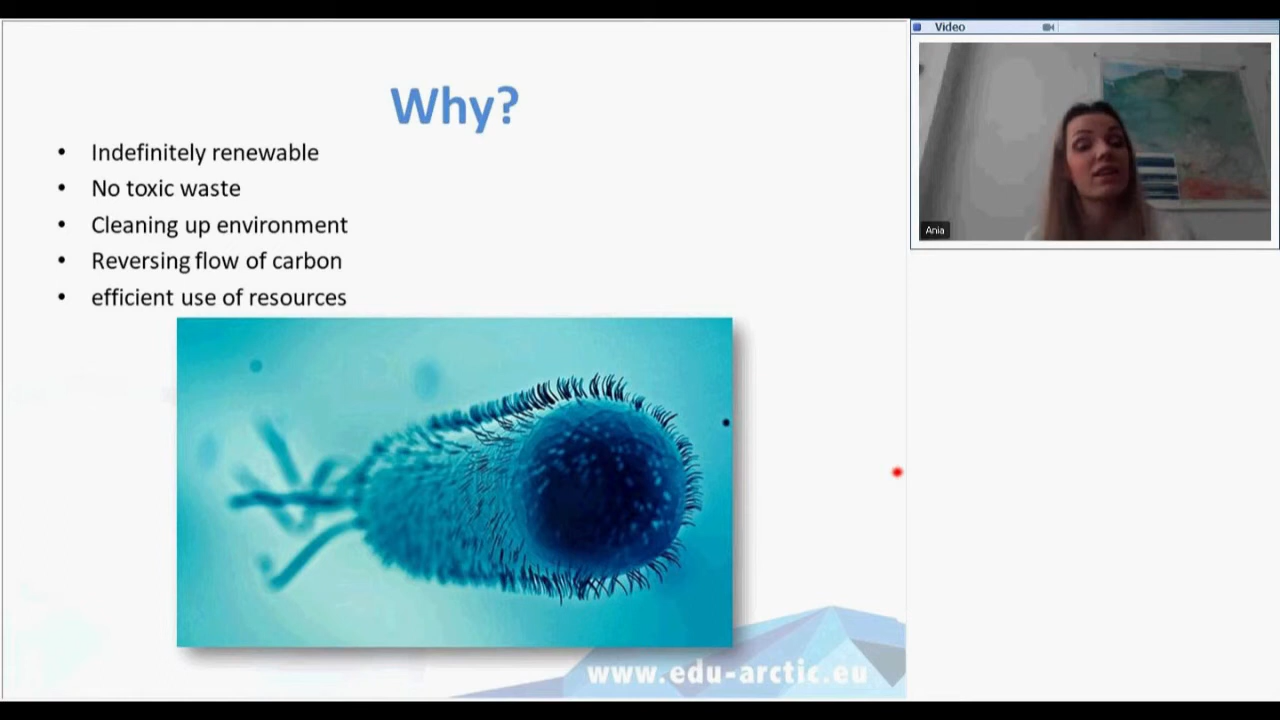 Why?
• Indefinitely renewable
• No toxic waste
• Cleaning up environment
• Reversing flow of carbon
• efficient use of resources
www.edu-arctic.eu
Video
Ania